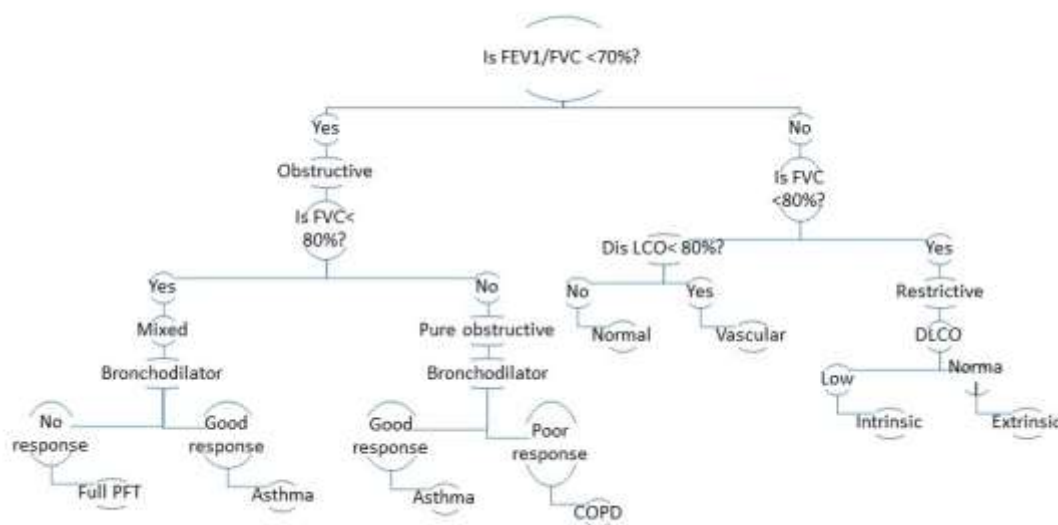 Is FEV1/FVC <70%?
Yes
No
Obstructive
Is FVC
<80%?
Is FVC<
80%?
Dis LCO< 80%?
Yes
Yes
No
No
Yes
Restrictive
Mixed
Pure obstructive
Normal
Vascular
DLCO
Bronchodilator
Bronchodilator
Low
Norma
No
response
Good
response
Good
response
Poor
response
Intrinsic
Extrinsic
Full PFT
Asthma
Asthma
COPD